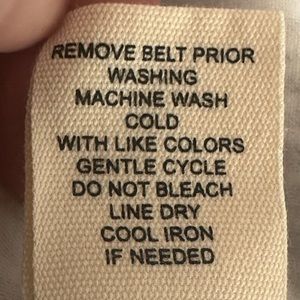 REMOVE BELT PRIOR
WASHING
MACHINE WASH
COLD
WITH LIKE COLORS
GENTLE CYCLE
DO NOT BLEACH
LINE DRY
COOL IRON
IF NEEDED